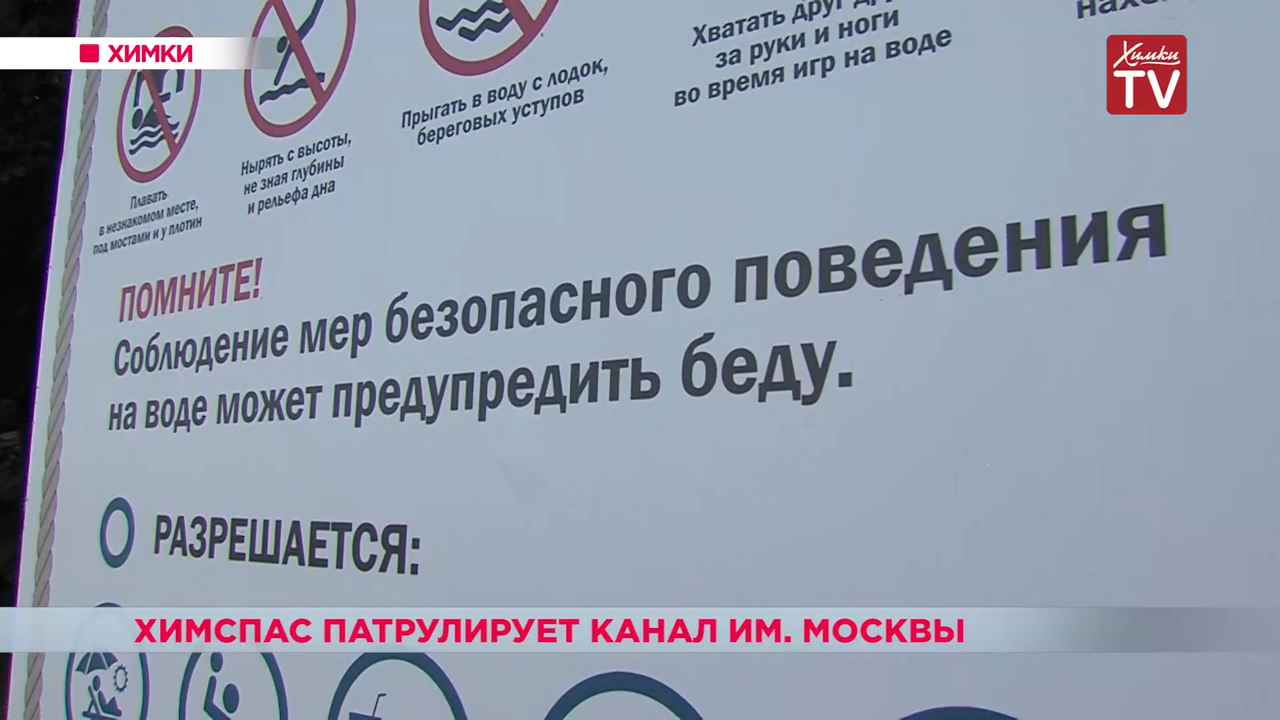 ХИМКИ
Химки
TV
Хватать друг
за руки и ноги
во время игр на воде
Прыгать в воду с лодок,
береговых уступов
Нырять с высоты,
не зная глубины
и рельефа дна
Плавать
в незнакомом месте,
под мостами и у плотин
ПОМНИТЕ!
Соблюдение мер безопасного поведения
на воде может предупредить беду.
РАЗРЕШАЕТСЯ:
ХИМСПАС ПАТРУЛИРУЕТ КАНАЛ ИМ. МОСКВЫ